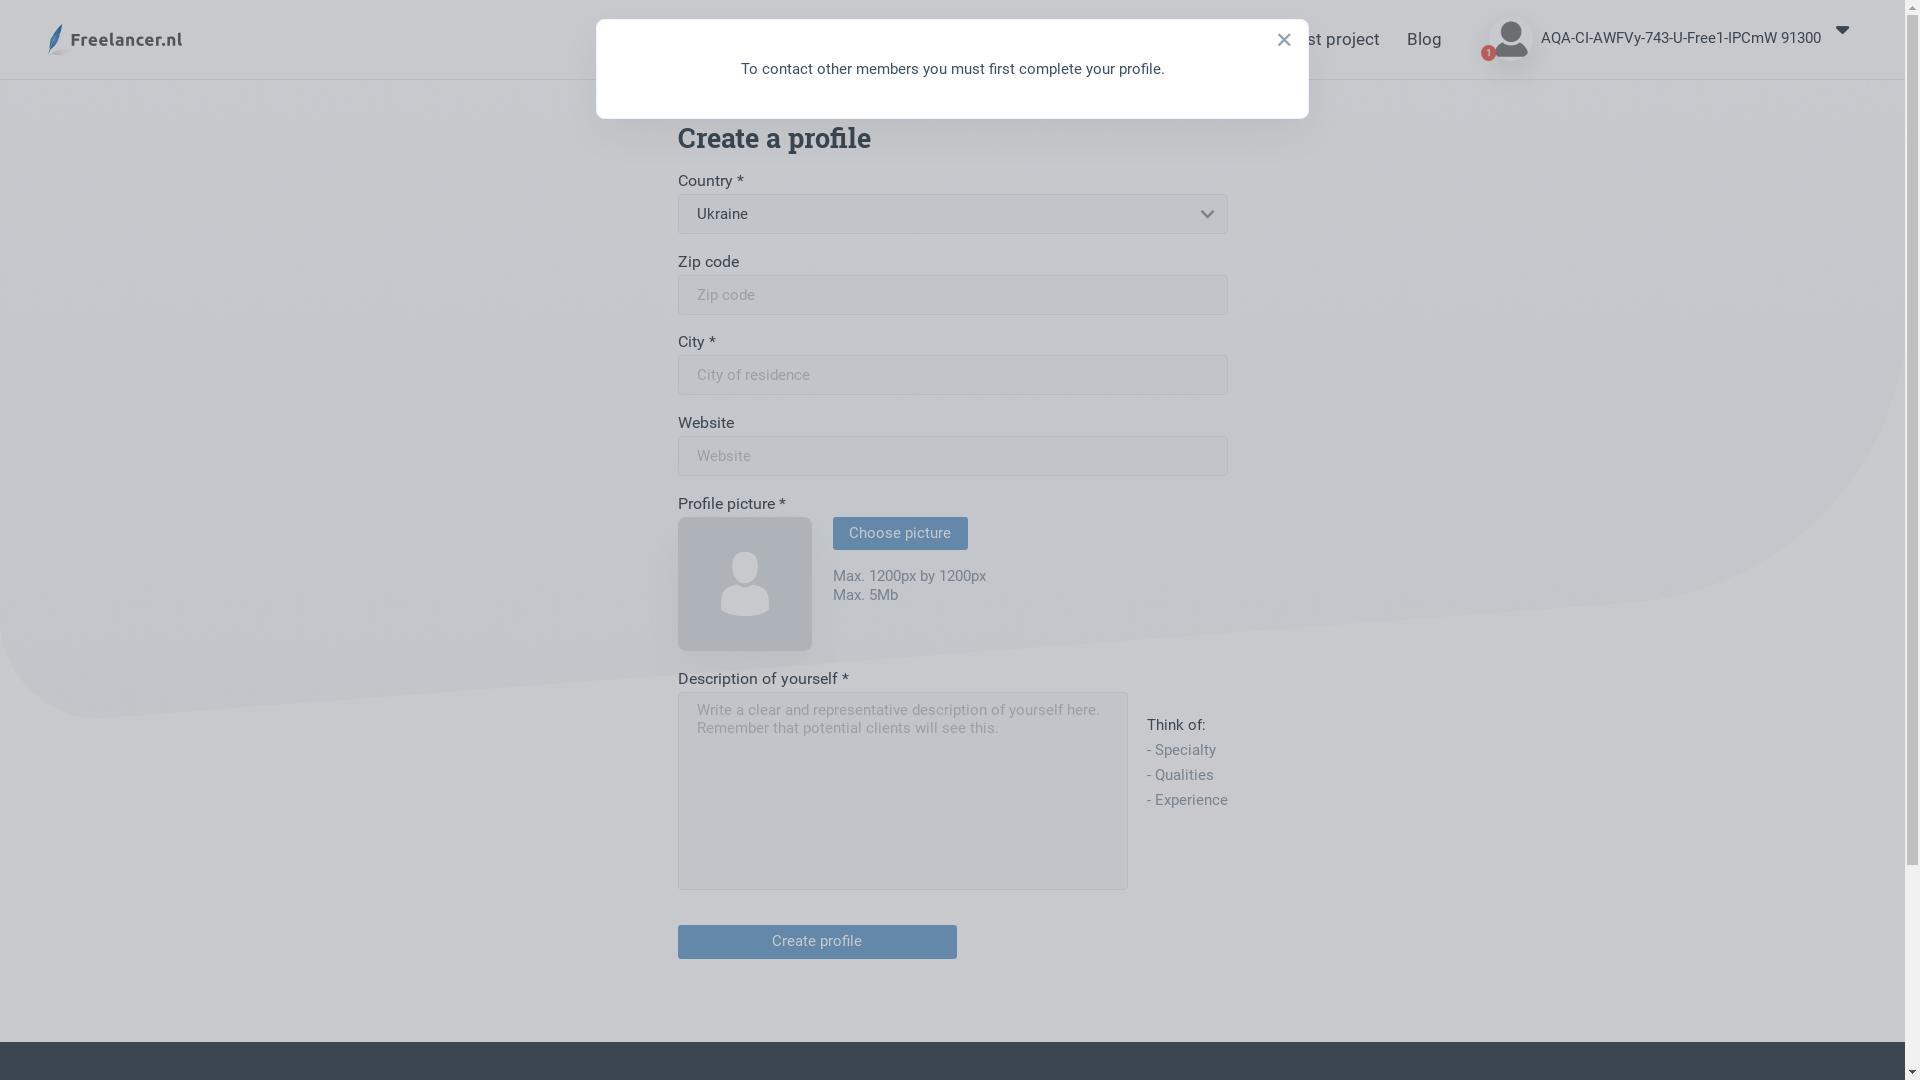 Freelancer.nl
st project
Blog
1
AQA-CI-AWFVy-743-U-Free1-IPCmW 91300
To contact other members you must first complete your profile.
Create a profile
Country *
Ukraine
Zip code
Zip code
City *
City of residence
Website
Website
Profile picture *
Choose picture
Max. 1200px by 1200px
Max. 5Mb
Description of yourself *
Write a clear and representative description of yourself here.
Remember that potential clients will see this.
Think of:
- Specialty
- Qualities
- Experience
Create profile